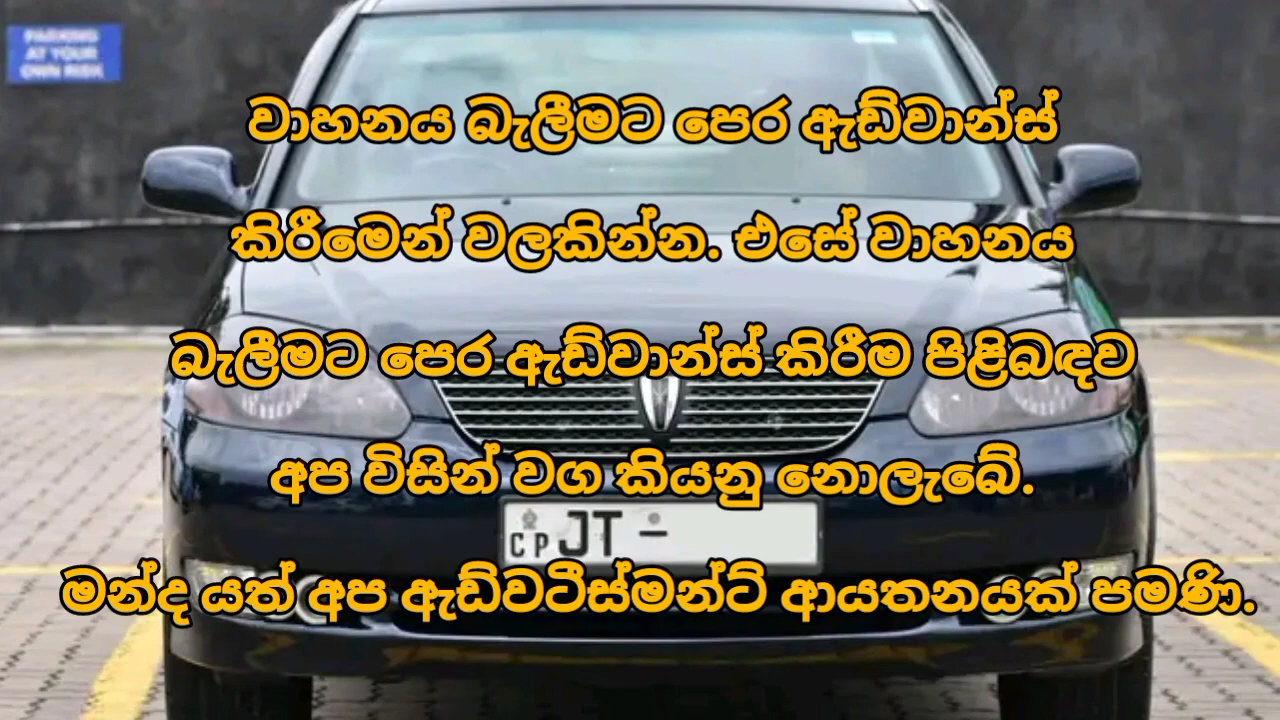 PARKING
AT YOUR
OWN RISK
වාහනය බැලීමට පෙර ඇඩ්වාන්ස්
කිරීමෙන් වලකින්න. එසේ වාහනය
බැලීමට පෙර ඇඩ්වාන්ස් කිරීම පිළිබඳව
අප විසින් වග කියනු නොලැබේ.
CP JT -
මන්ද යත් අප ඇඩ්වටීස්මන්ට් ආයතනයක් පමණි.